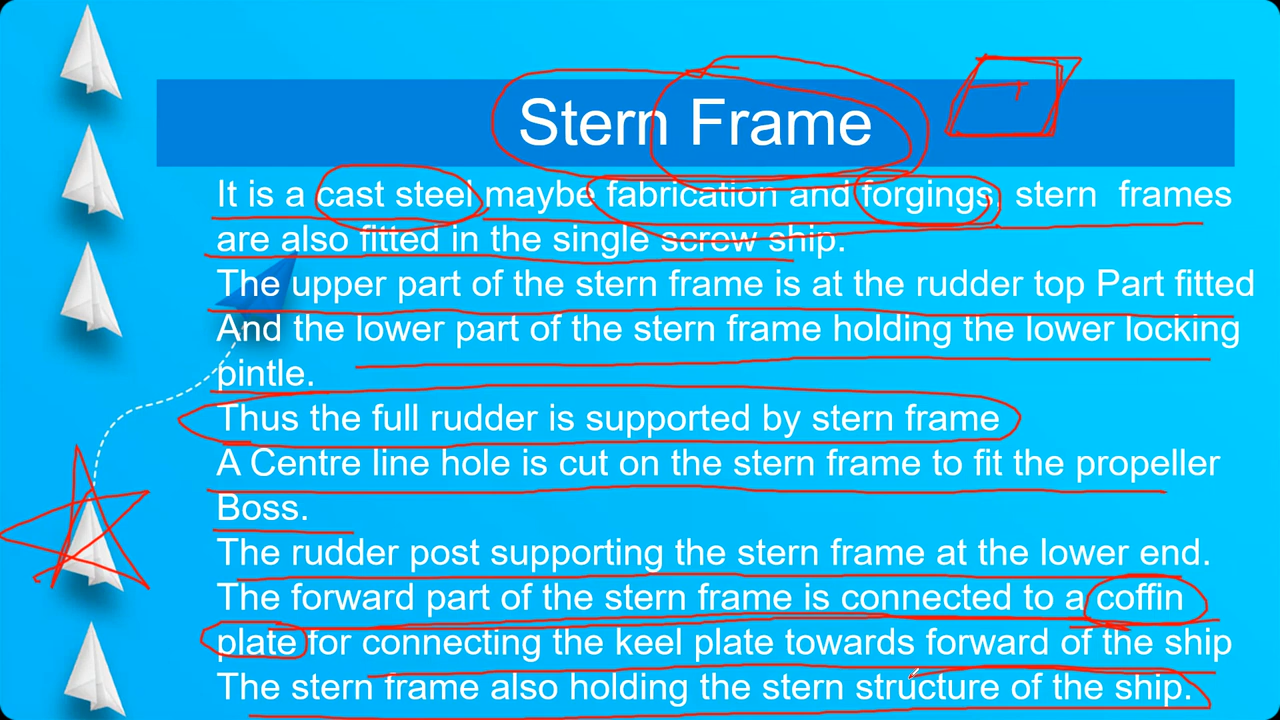 Stern Frame
It is a cast steel maybe fabrication and forgings. stern frames
are also fitted in the single screw ship.
The upper part of the stern frame is at the rudder top Part fitted
And the lower part of the stern frame holding the lower locking
pintle.
Thus the full rudder is supported by stern frame
A Centre line hole is cut on the stern frame to fit the propeller
Boss.
The rudder post supporting the stern frame at the lower end.
The forward part of the stern frame is connected to a coffin
plate for connecting the keel plate towards forward of the ship
The stern frame also holding the stern structure of the ship.